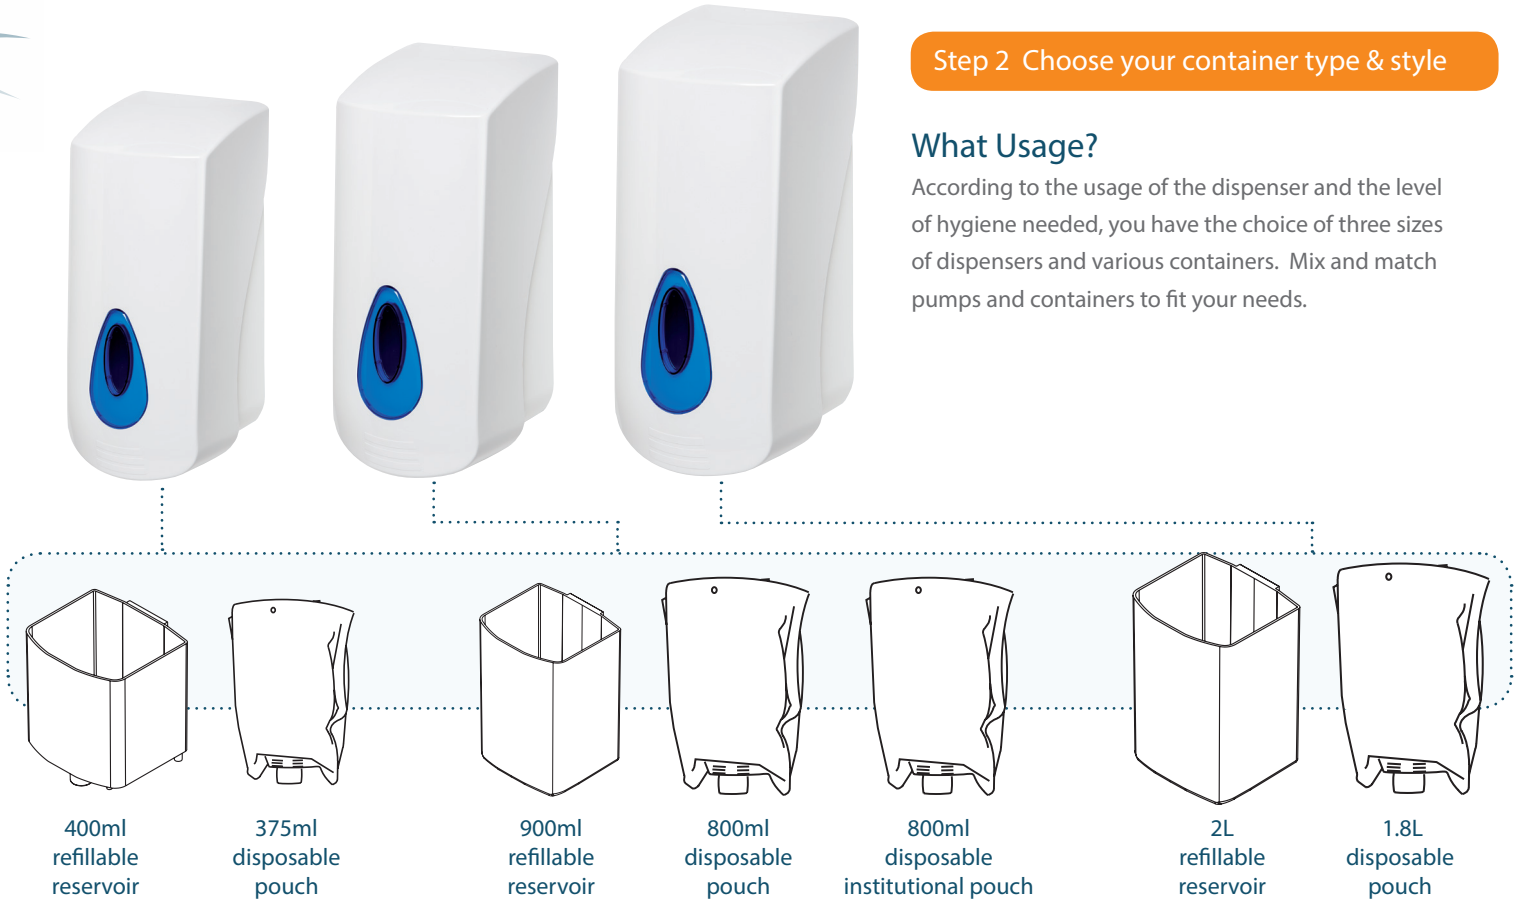 Step 2  Choose your container type & style
What Usage?
According to the usage of the dispenser and the level
of hygiene needed, you have the choice of three sizes
of dispensers and various containers.  Mix and match
pumps and containers to fit your needs.
400ml
refillable
reservoir
375ml
disposable
pouch
900ml
refillable
reservoir
800ml
disposable
pouch
800ml
disposable
institutional pouch
2L
refillable
reservoir
1.8L
disposable
pouch